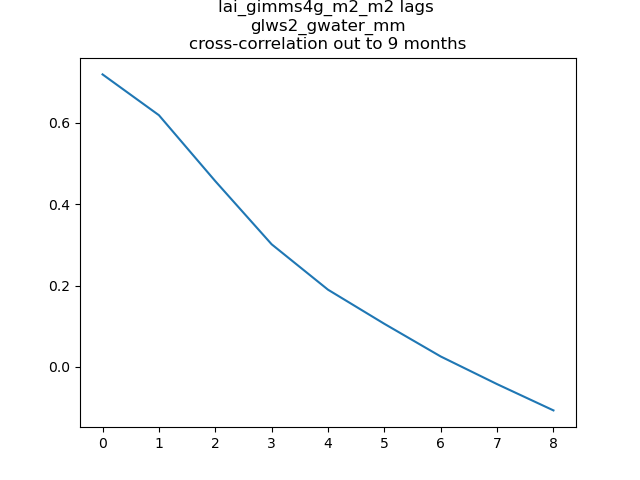 lai_gimms4g_m2_m2 lags
glws2_gwater_mm
cross-correlation out to 9 months
0.6
0.4
0.2
0.0
0 1 2 3 4 5 6 7 8